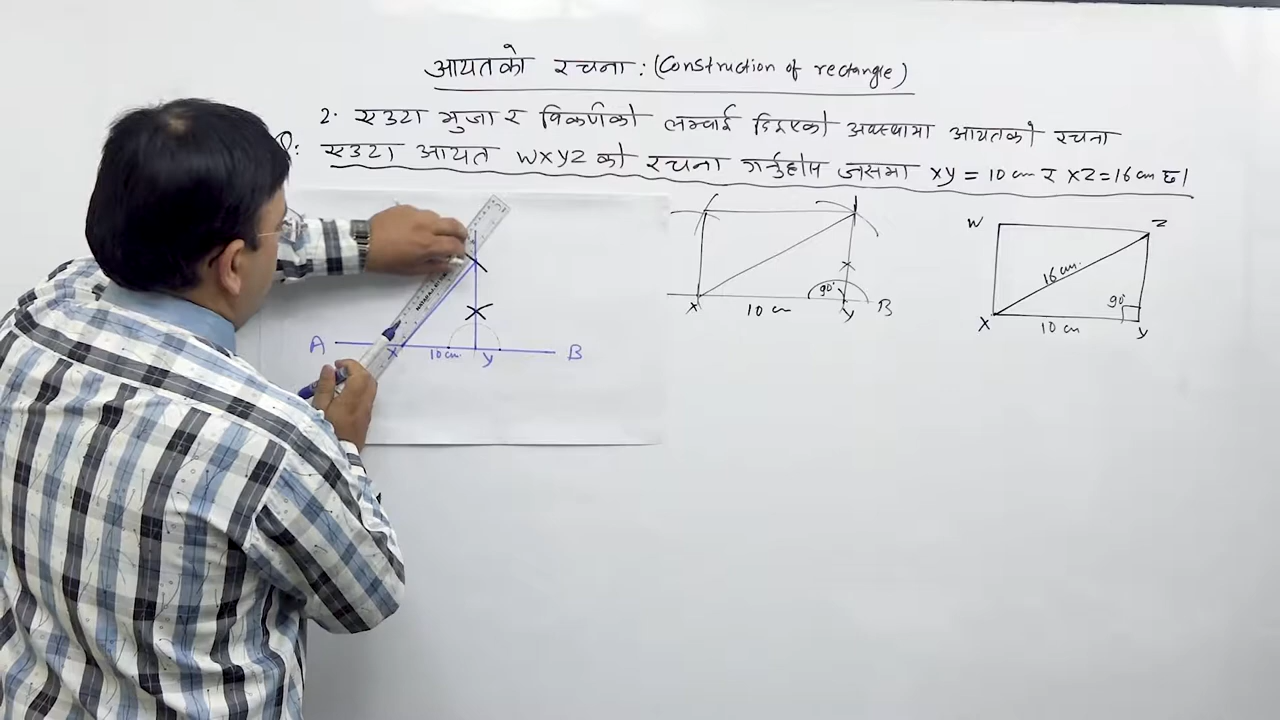 आयतको रचना : (Construction of rectangle)
2. एउटा भुजा र विकर्णको लम्बाई दिइएको अवस्थामा आयतको रचना
Q: एउटा आयत WXYZ को रचना गर्नुहोस् जसमा XY = 10 cm र XZ = 16 cm छ।
A X 10 cm. Y B
X 10 cm 90° Y B
W Z
16 cm.
90°
X 10 cm Y